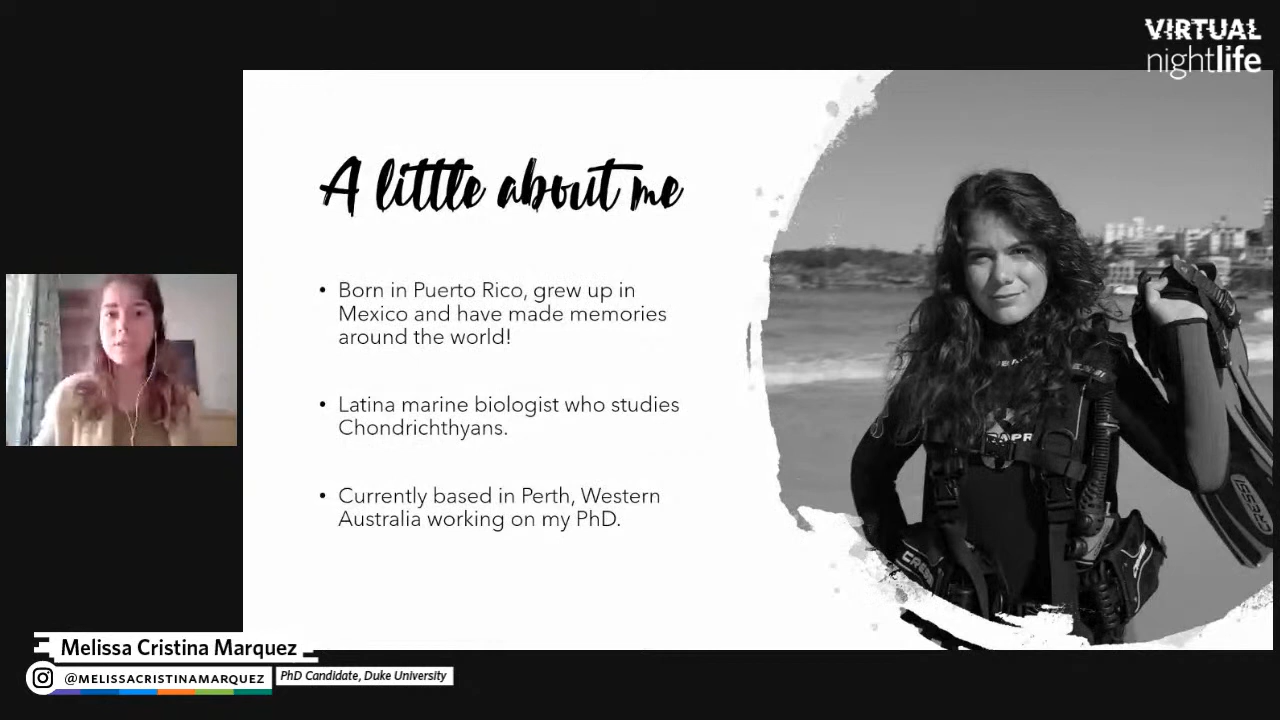 VIRTUAL
nightlife
A little about me
• Born in Puerto Rico, grew up in
Mexico and have made memories
around the world!
• Latina marine biologist who studies
Chondrichthyans.
• Currently based in Perth, Western
Australia working on my PhD.
CRESSI
Melissa Cristina Marquez
@MELISSACRISTINAMARQUEZ
PhD Candidate, Duke University